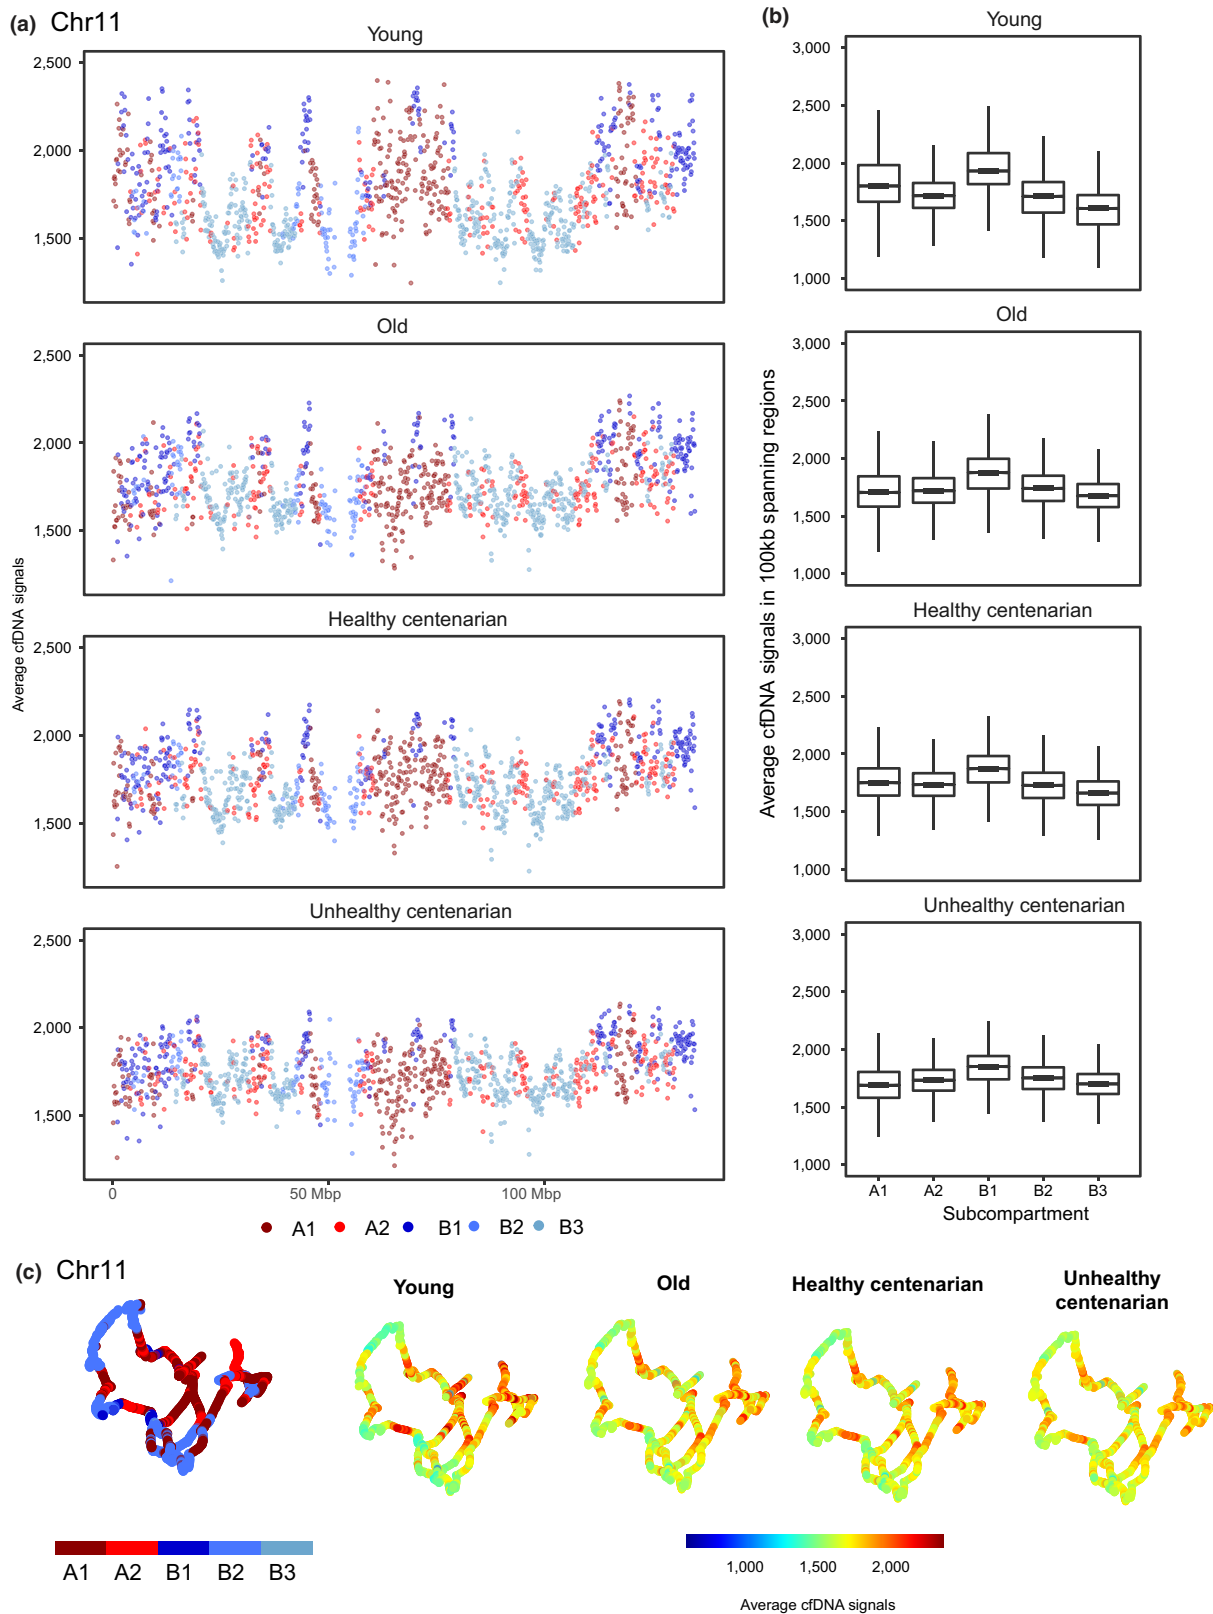 (a) Chr11
Young
2,500
2,000
1,500
Old
2,500
2,000
1,500
Healthy centenarian
2,500
2,000
1,500
Unhealthy centenarian
2,500
2,000
1,500
0 50 Mbp 100 Mbp
Average cfDNA signals
A1 A2 B1 B2 B3
(b)
Young
3,000
2,500
2,000
1,500
1,000
Old
3,000
2,500
2,000
1,500
1,000
Healthy centenarian
3,000
2,500
2,000
1,500
1,000
Unhealthy centenarian
3,000
2,500
2,000
1,500
1,000
A1 A2 B1 B2 B3
Subcompartment
Average cfDNA signals in 100kb spanning regions
(c) Chr11
Young
Old
Healthy centenarian
Unhealthy
centenarian
A1 A2 B1 B2 B3
1,000 1,500 2,000
Average cfDNA signals